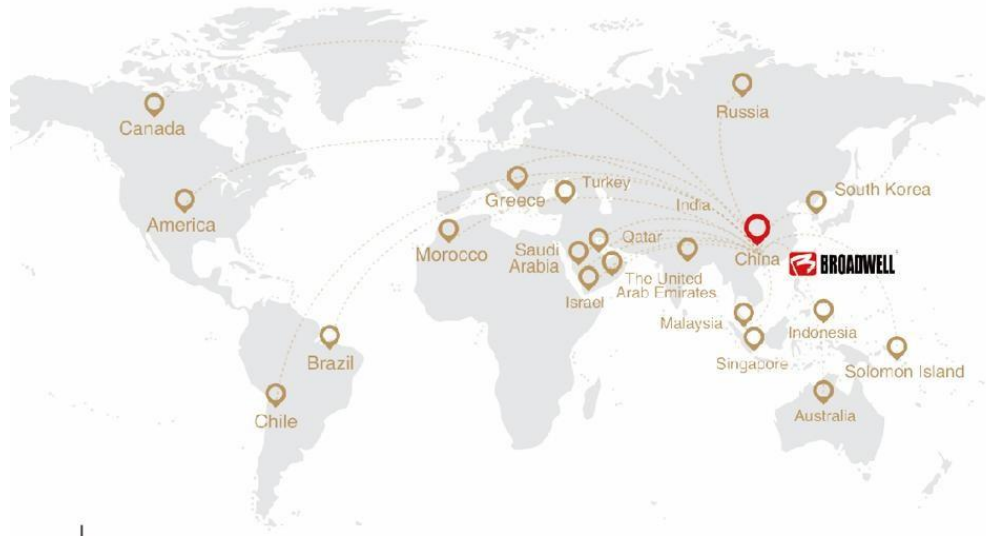 Canada
Russia
Turkey
South Korea
Greece
India
America
Morocco
Saudi
Arabia
Qatar
China
BROADWELL
The United
Arab Emirates
Israel
Malaysia
Indonesia
Brazil
Singapore
Solomon Island
Chile
Australia